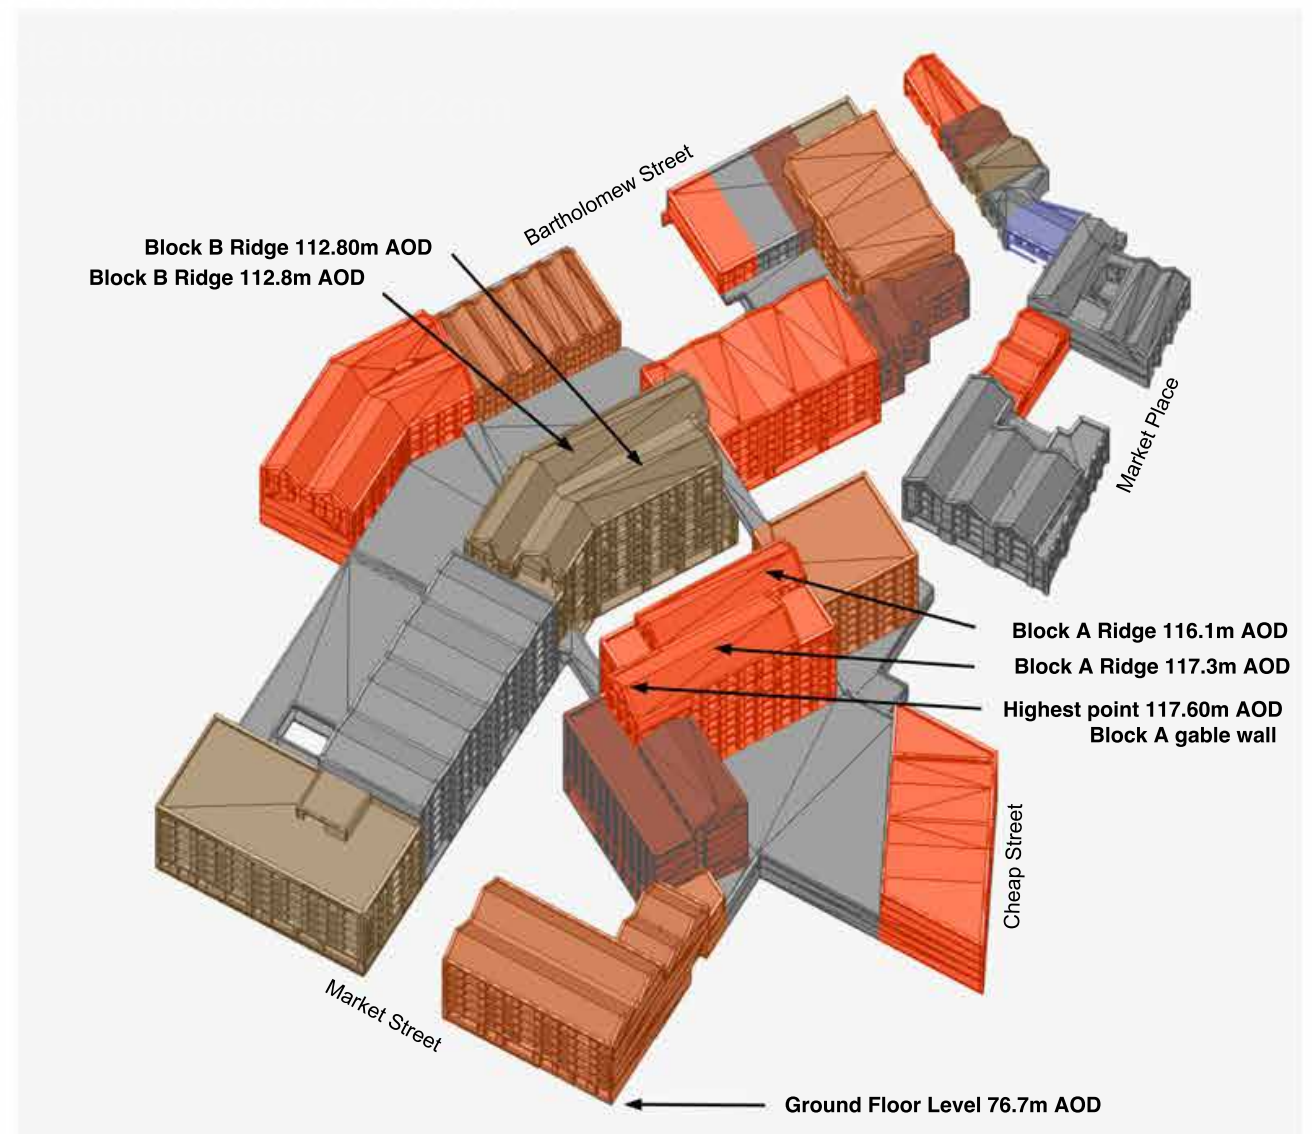 Bartholomew Street
Block B Ridge 112.80m AOD
Block B Ridge 112.8m AOD
Market Place
Block A Ridge 116.1m AOD
Block A Ridge 117.3m AOD
Highest point 117.60m AOD
Block A gable wall
Cheap Street
Market Street
Ground Floor Level 76.7m AOD